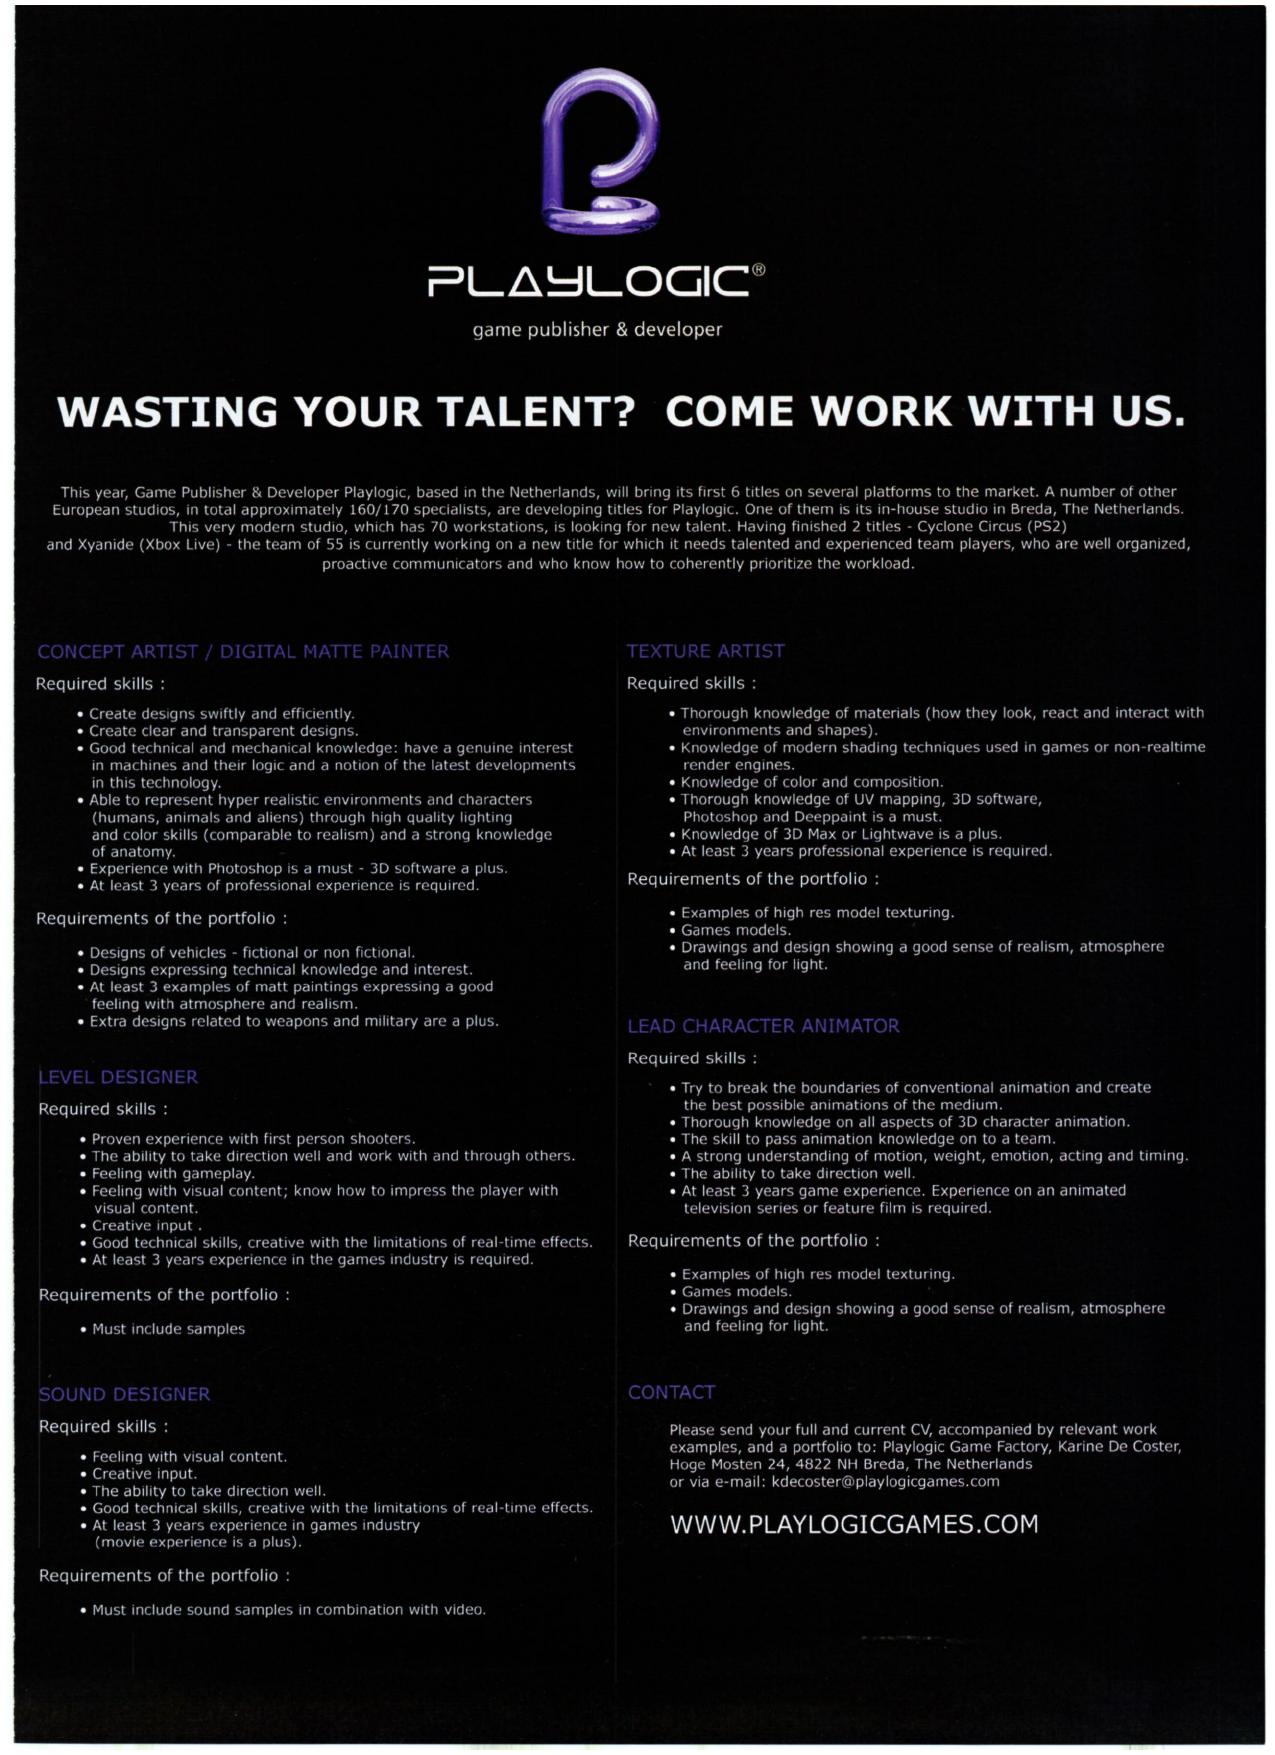 PLAYLOGIC®
game publisher & developer
WASTING YOUR TALENT? COME WORK WITH US.
This year, Game Publisher & Developer Playlogic, based in the Netherlands, will bring its first 6 titles on several platforms to the market. A number of other
European studios, in total approximately 160/170 specialists, are developing titles for Playlogic. One of them is its in-house studio in Breda, The Netherlands.
This very modern studio, which has 70 workstations, is looking for new talent. Having finished 2 titles - Cyclone Circus (PS2)
and Xyanide (Xbox Live) - the team of 55 is currently working on a new title for which it needs talented and experienced team players, who are well organized,
proactive communicators and who know how to coherently prioritize the workload.
CONCEPT ARTIST / DIGITAL MATTE PAINTER
Required skills :
• Create designs swiftly and efficiently.
• Create clear and transparent designs.
• Good technical and mechanical knowledge: have a genuine interest
in machines and their logic and a notion of the latest developments
in this technology.
• Able to represent hyper realistic environments and characters
(humans, animals and aliens) through high quality lighting
and color skills (comparable to realism) and a strong knowledge
of anatomy.
• Experience with Photoshop is a must - 3D software a plus.
• At least 3 years of professional experience is required.
Requirements of the portfolio :
• Designs of vehicles - fictional or non fictional.
• Designs expressing technical knowledge and interest.
• At least 3 examples of matt paintings expressing a good
feeling with atmosphere and realism.
• Extra designs related to weapons and military are a plus.
LEVEL DESIGNER
Required skills :
• Proven experience with first person shooters.
• The ability to take direction well and work with and through others.
• Feeling with gameplay.
• Feeling with visual content; know how to impress the player with
visual content.
• Creative input .
• Good technical skills, creative with the limitations of real-time effects.
• At least 3 years experience in the games industry is required.
Requirements of the portfolio :
• Must include samples
SOUND DESIGNER
Required skills :
• Feeling with visual content.
• Creative input.
• The ability to take direction well.
• Good technical skills, creative with the limitations of real-time effects.
• At least 3 years experience in games industry
(movie experience is a plus).
Requirements of the portfolio :
• Must include sound samples in combination with video.
TEXTURE ARTIST
Required skills :
• Thorough knowledge of materials (how they look, react and interact with
environments and shapes).
• Knowledge of modern shading techniques used in games or non-realtime
render engines.
• Knowledge of color and composition.
• Thorough knowledge of UV mapping, 3D software,
Photoshop and Deeppaint is a must.
• Knowledge of 3D Max or Lightwave is a plus.
• At least 3 years professional experience is required.
Requirements of the portfolio :
• Examples of high res model texturing.
• Games models.
• Drawings and design showing a good sense of realism, atmosphere
and feeling for light.
LEAD CHARACTER ANIMATOR
Required skills :
• Try to break the boundaries of conventional animation and create
the best possible animations of the medium.
• Thorough knowledge on all aspects of 3D character animation.
• The skill to pass animation knowledge on to a team.
• A strong understanding of motion, weight, emotion, acting and timing.
• The ability to take direction well.
• At least 3 years game experience. Experience on an animated
television series or feature film is required.
Requirements of the portfolio :
• Examples of high res model texturing.
• Games models.
• Drawings and design showing a good sense of realism, atmosphere
and feeling for light.
CONTACT
Please send your full and current CV, accompanied by relevant work
examples, and a portfolio to: Playlogic Game Factory, Karine De Coster,
Hoge Mosten 24, 4822 NH Breda, The Netherlands
or via e-mail: kdecoster@playlogicgames.com
WWW.PLAYLOGICGAMES.COM